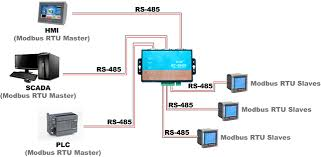 RS-485
HMI
(Modbus RTU Master)
RS-485
SCADA
(Modbus RTU Master)
RS-485
PLC
(Modbus RTU Master)
RS-485
Modbus RTU Slaves
RS-485
Modbus RTU Slaves
RS-485
Modbus RTU Slaves